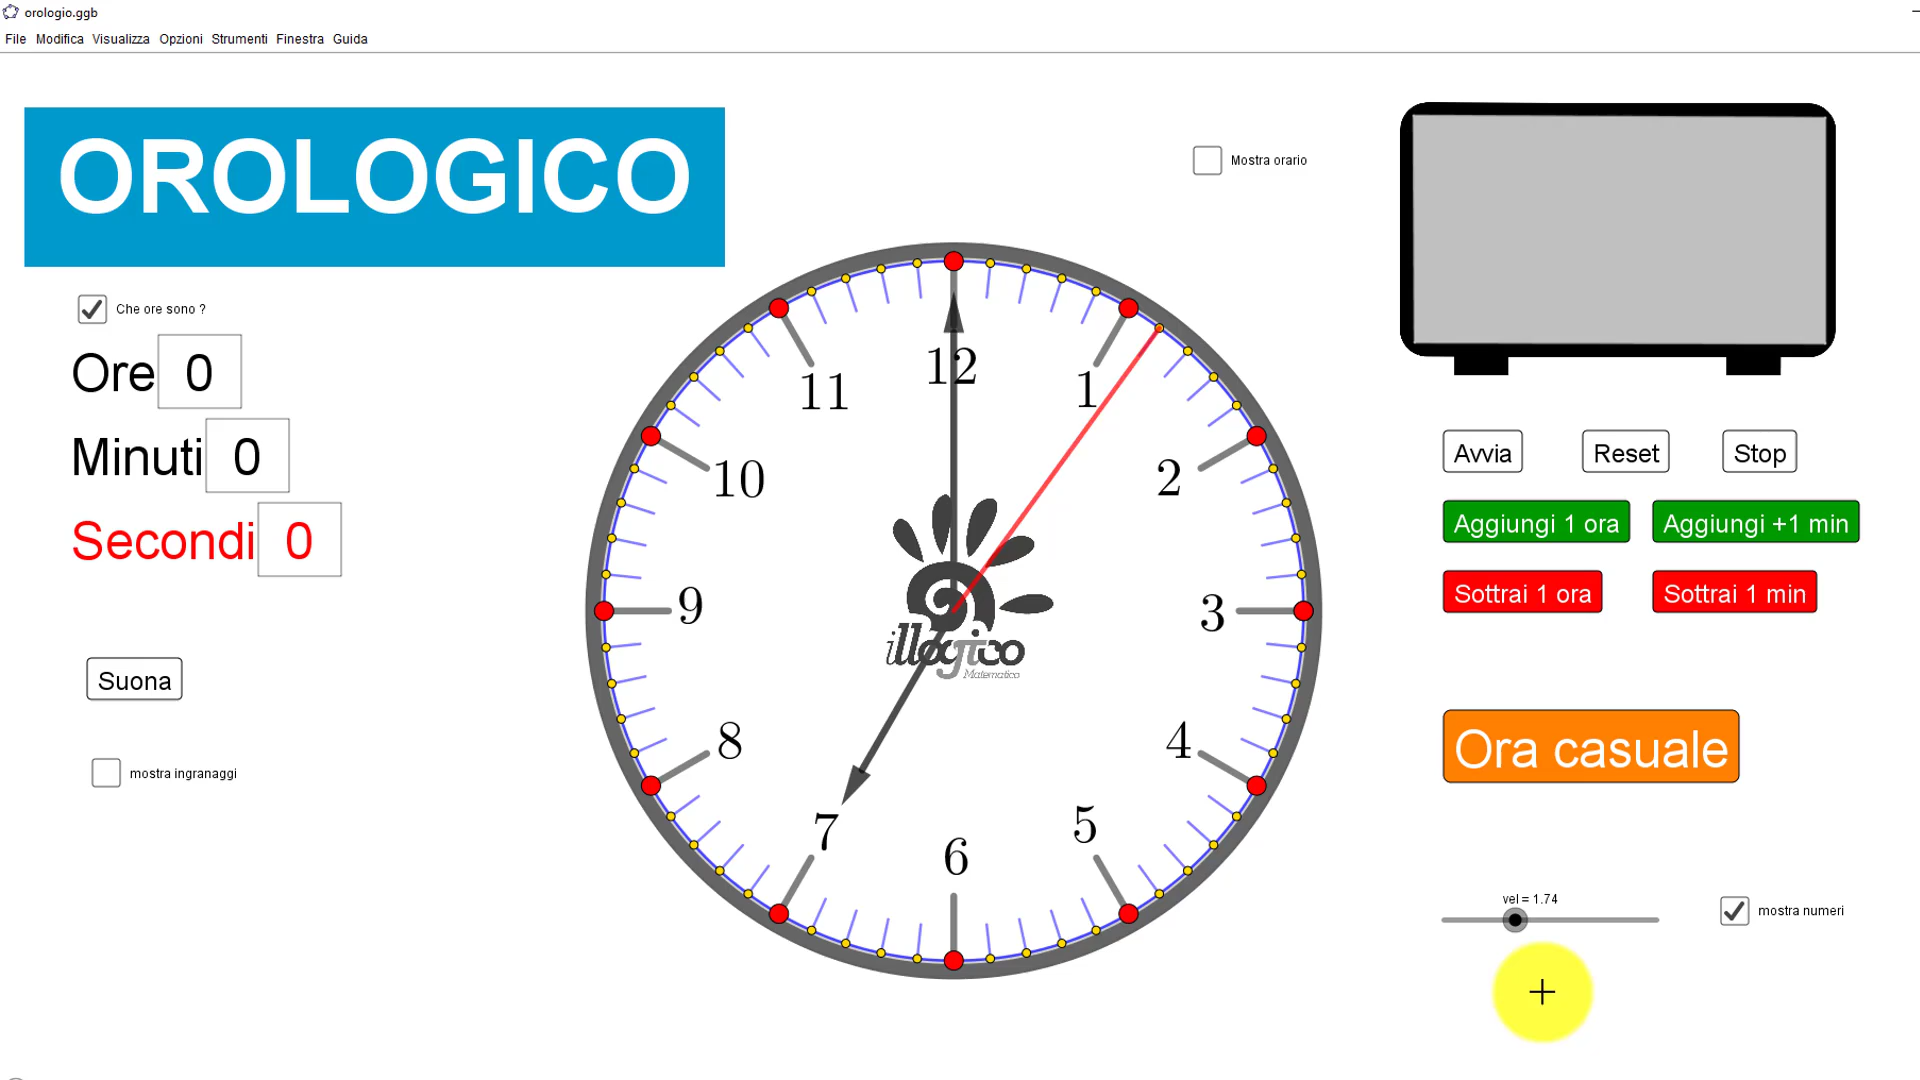 orologio.ggb
File Modifica Visualizza Opzioni Strumenti Finestra Guida
OROLOGICO
Mostra orario
Che ore sono ?
Ore 0
Minuti 0
Secondi 0
Suona
mostra ingranaggi
12
1
2
3
4
5
6
7
8
9
10
11
illogico
Matematico
Avvia Reset Stop
Aggiungi 1 ora Aggiungi +1 min
Sottrai 1 ora Sottrai 1 min
Ora casuale
vel = 1.74
mostra numeri